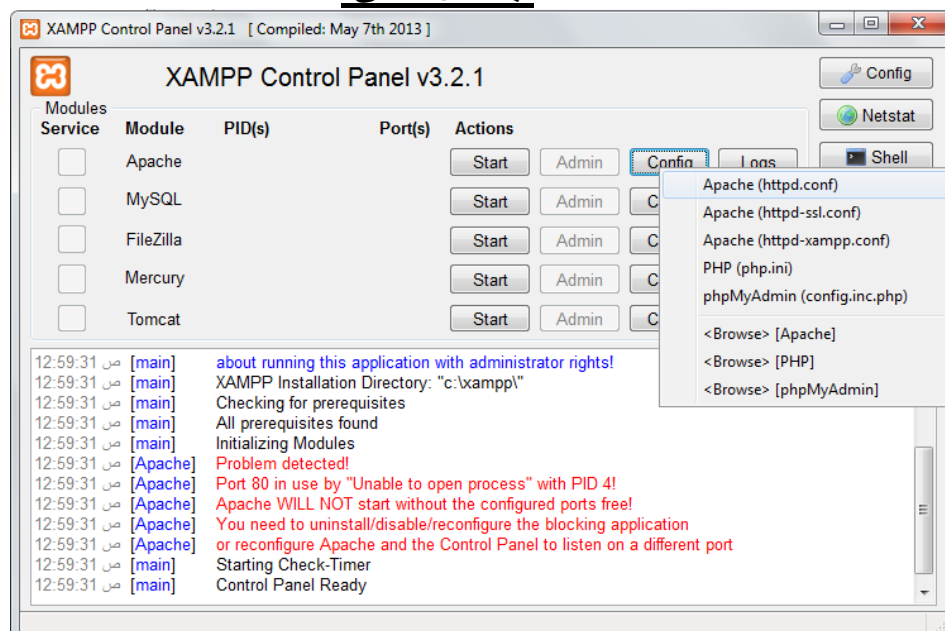 XAMPP Control Panel v3.2.1 [ Compiled: May 7th 2013 ]
XAMPP Control Panel v3.2.1
Config
Netstat
Shell
Modules
Service Module PID(s) Port(s) Actions
Apache Start Admin Config Logs
MySQL Start Admin
FileZilla Start Admin
Mercury Start Admin
Tomcat Start Admin
Apache (httpd.conf)
Apache (httpd-ssl.conf)
Apache (httpd-xampp.conf)
PHP (php.ini)
phpMyAdmin (config.inc.php)
<Browse> [Apache]
<Browse> [PHP]
<Browse> [phpMyAdmin]
12:59:31 ص [main] about running this application with administrator rights!
12:59:31 ص [main] XAMPP Installation Directory: "c:\xampp\"
12:59:31 ص [main] Checking for prerequisites
12:59:31 ص [main] All prerequisites found
12:59:31 ص [main] Initializing Modules
12:59:31 ص [Apache] Problem detected!
12:59:31 ص [Apache] Port 80 in use by "Unable to open process" with PID 4!
12:59:31 ص [Apache] Apache WILL NOT start without the configured ports free!
12:59:31 ص [Apache] You need to uninstall/disable/reconfigure the blocking application
12:59:31 ص [Apache] or reconfigure Apache and the Control Panel to listen on a different port
12:59:31 ص [main] Starting Check-Timer
12:59:31 ص [main] Control Panel Ready